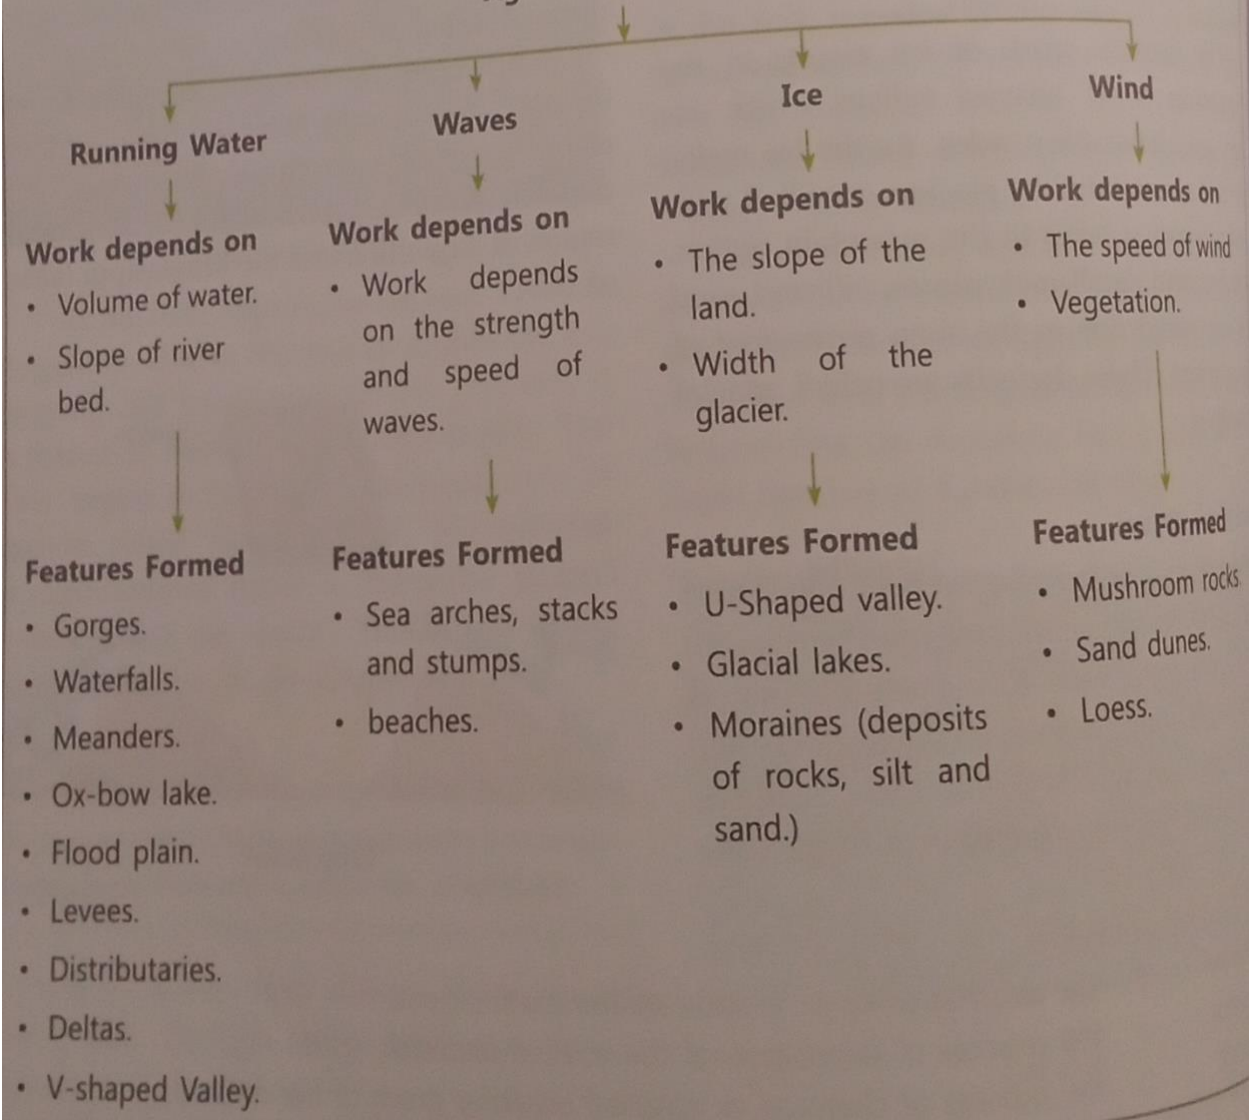 Running Water
Work depends on
• Volume of water.
• Slope of river
bed.
Features Formed
• Gorges.
• Waterfalls.
• Meanders.
• Ox-bow lake.
• Flood plain.
• Levees.
• Distributaries.
• Deltas.
• V-shaped Valley.
Waves
Work depends on
• Work depends
on the strength
and speed of
waves.
Features Formed
• Sea arches, stacks
and stumps.
• beaches.
Ice
Work depends on
• The slope of the
land.
• Width of the
glacier.
Features Formed
• U-Shaped valley.
• Glacial lakes.
• Moraines (deposits
of rocks, silt and
sand.)
Wind
Work depends on
• The speed of wind
• Vegetation.
Features Formed
• Mushroom rocks
• Sand dunes.
• Loess.